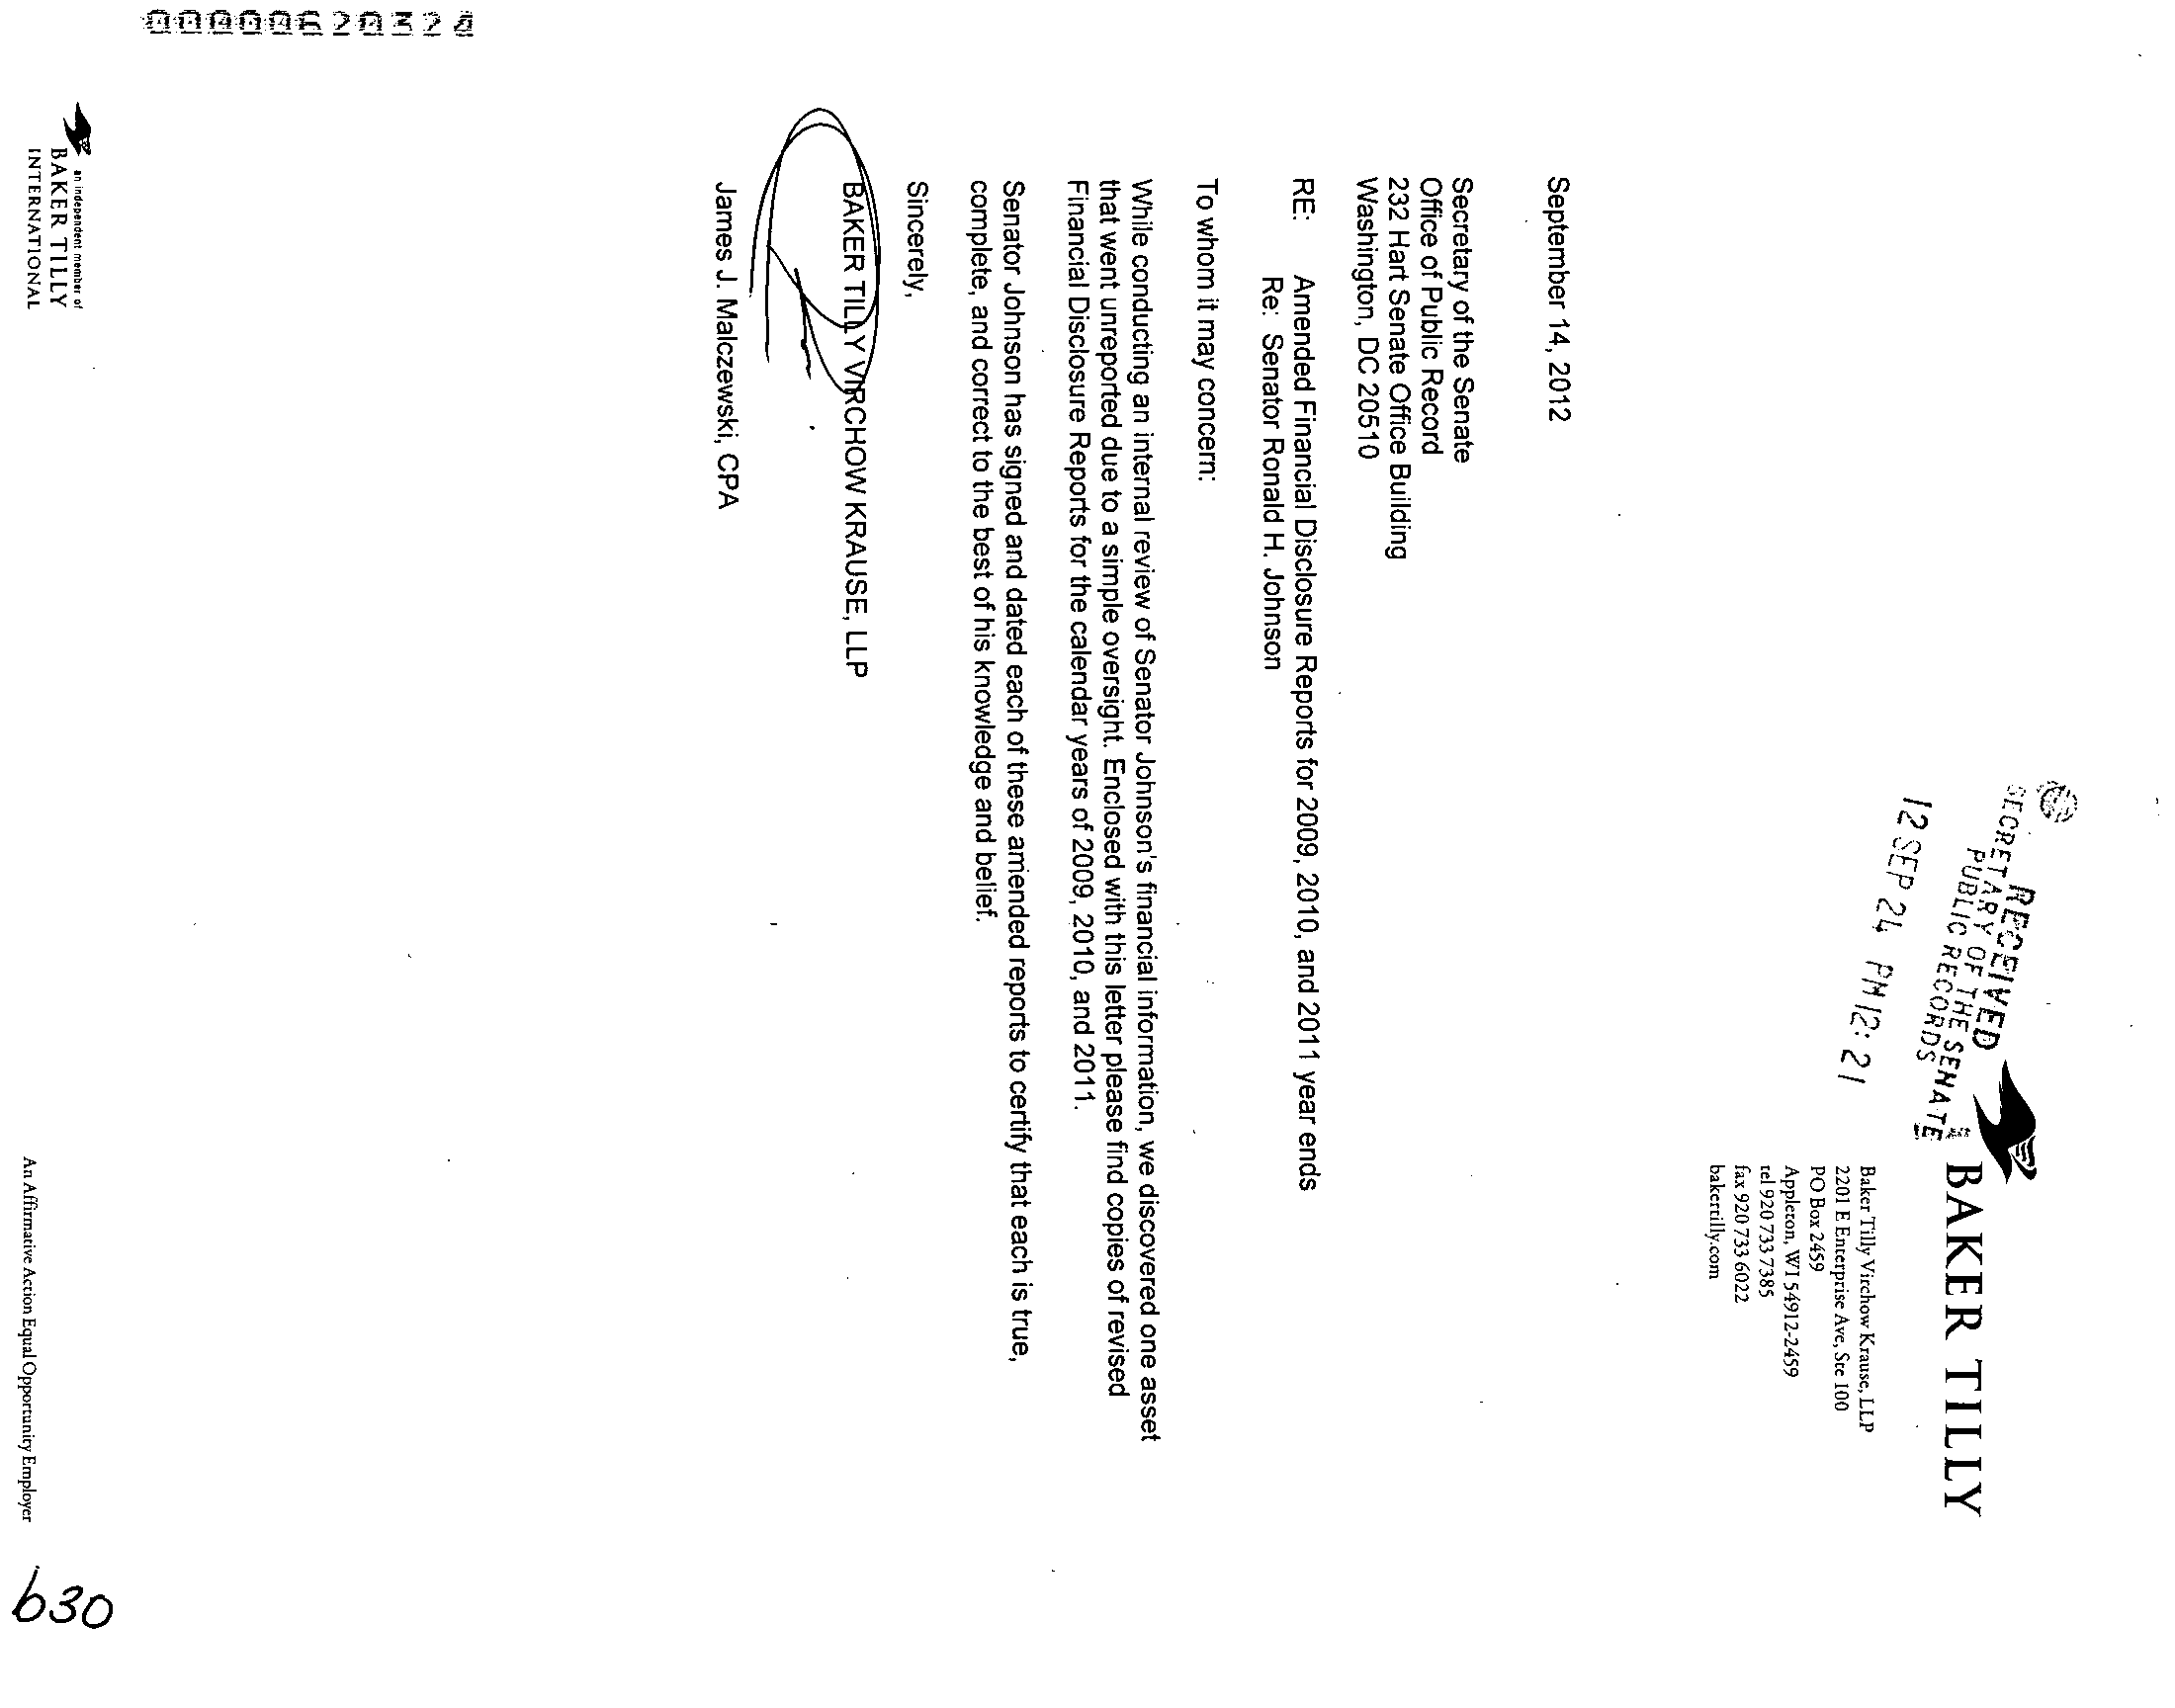 RECEIVED
SECRETARY OF THE SENATE
PUBLIC RECORDS
12 SEP 24 PM 12:21
BAKER TILLY
Baker Tilly Virchow Krause, LLP
2201 E Enterprise Ave, Ste 100
PO Box 2459
Appleton, WI 54912-2459
tel 920 733 7385
fax 920 733 6022
bakertilly.com
September 14, 2012
Secretary of the Senate
Office of Public Record
232 Hart Senate Office Building
Washington, DC 20510
RE: Amended Financial Disclosure Reports for 2009, 2010, and 2011 year ends
Re: Senator Ronald H. Johnson
To whom it may concern:
While conducting an internal review of Senator Johnson's financial information, we discovered one asset
that went unreported due to a simple oversight. Enclosed with this letter please find copies of revised
Financial Disclosure Reports for the calendar years of 2009, 2010, and 2011.
Senator Johnson has signed and dated each of these amended reports to certify that each is true,
complete, and correct to the best of his knowledge and belief.
Sincerely,
BAKER TILLY VIRCHOW KRAUSE, LLP
James J. Malczewski, CPA
an independent member of
BAKER TILLY
INTERNATIONAL
An Affirmative Action Equal Opportunity Employer
630